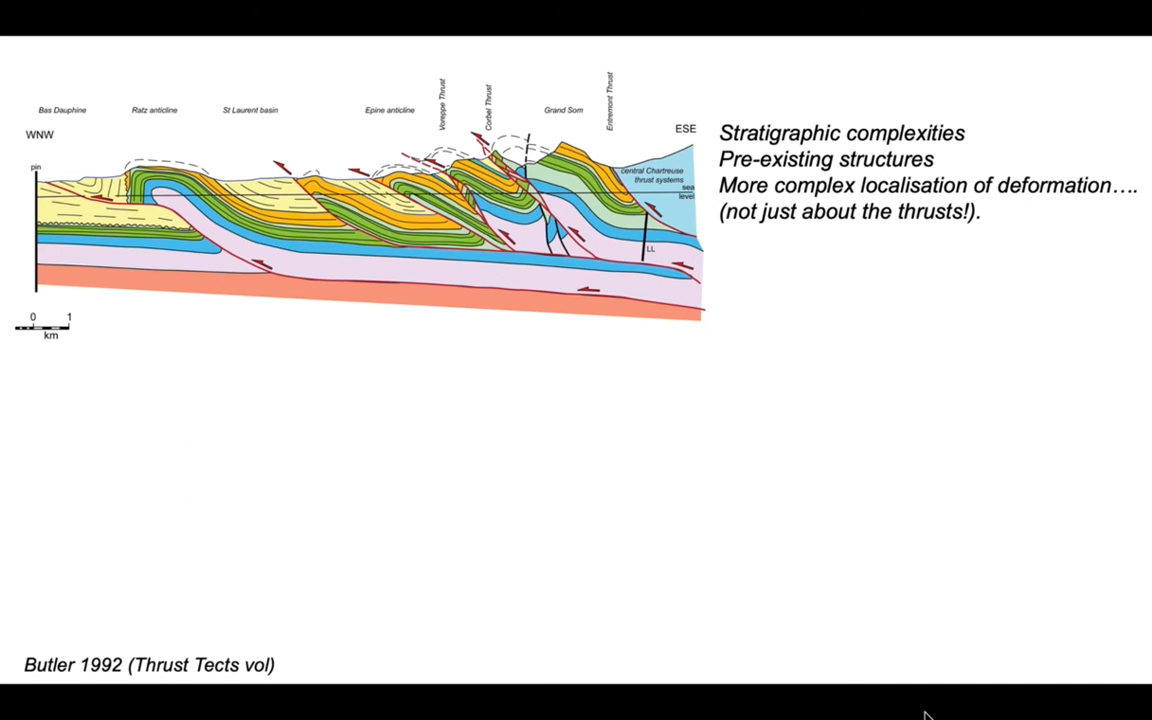 Bas Dauphine
Ratz anticline
St Laurent basin
Epine anticline
Voreppe Thrust
Corbel Thrust
Grand Som
Entremont Thrust
WNW
ESE
pin
central Chartreuse
thrust systems
sea
level
LL
0 1
km
Stratigraphic complexities
Pre-existing structures
More complex localisation of deformation….
(not just about the thrusts!).
Butler 1992 (Thrust Tects vol)